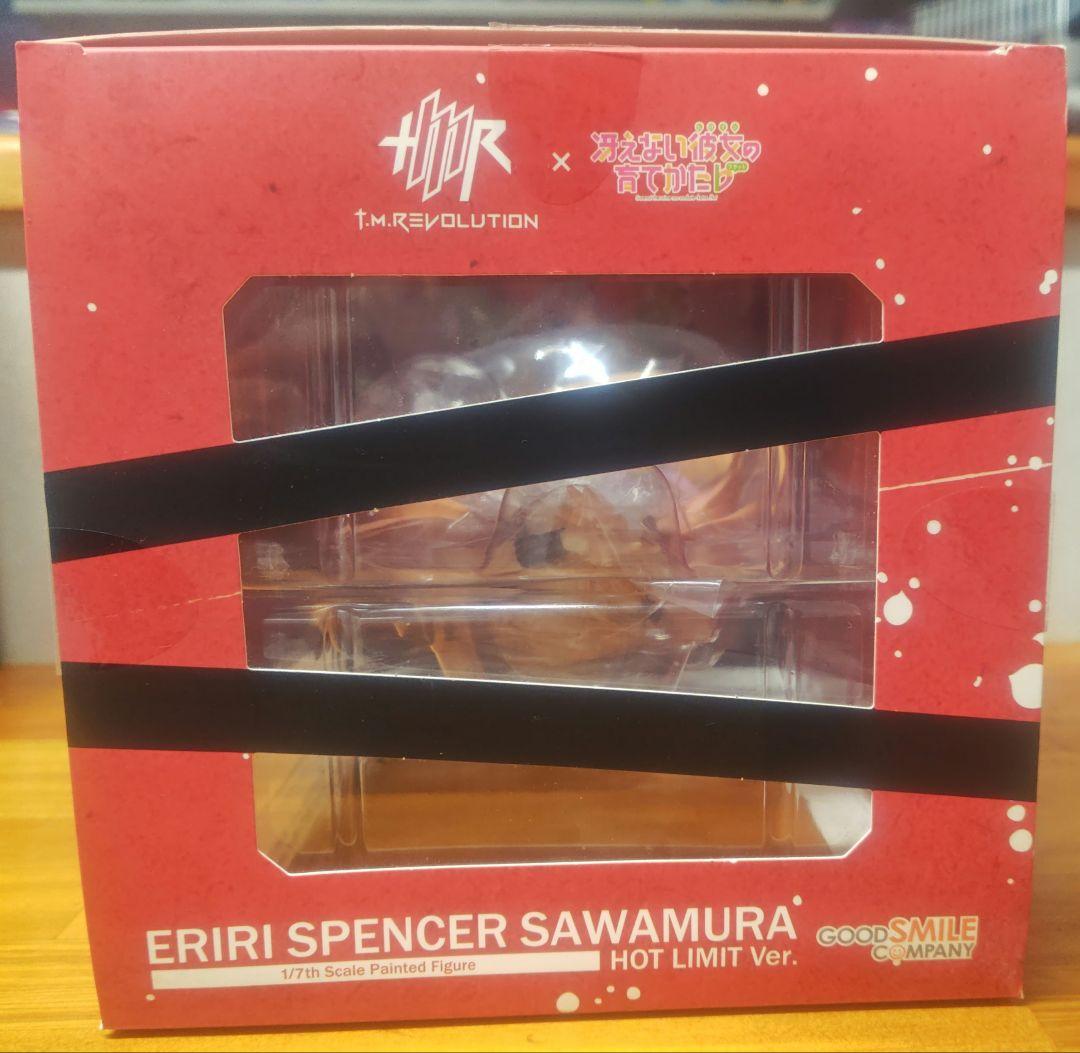 TMR
T.M.REVOLUTION
×
冴えない彼女の
育てかた♭
ERIRI SPENCER SAWAMURA
1/7th Scale Painted Figure
HOT LIMIT Ver.
GOOD SMILE
COMPANY